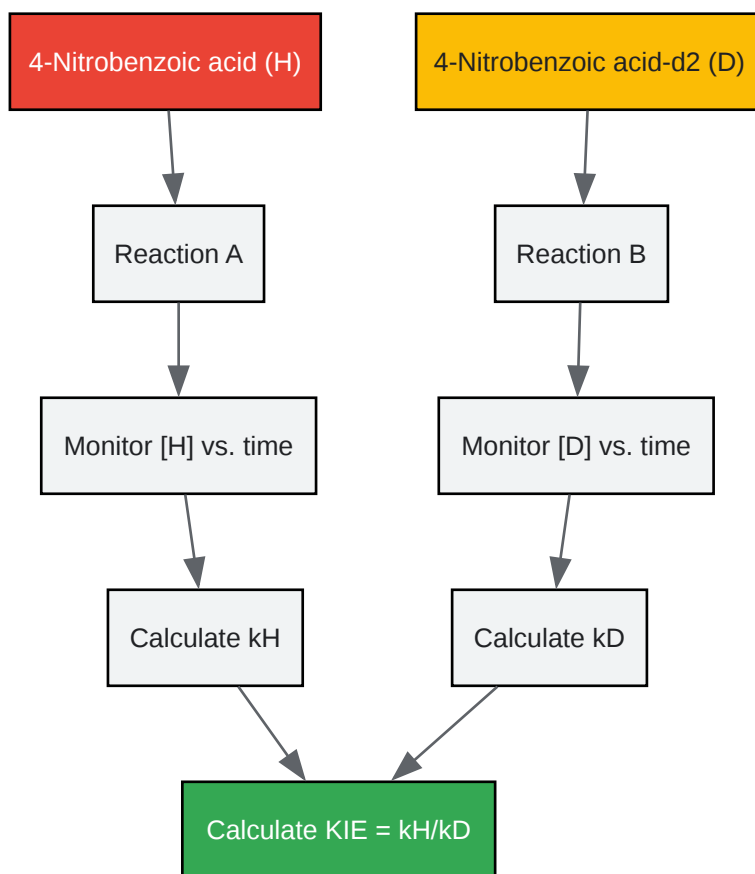 4-Nitrobenzoic acid (H)
4-Nitrobenzoic acid-d2 (D)
Reaction A
Reaction B
Monitor [H] vs. time
Monitor [D] vs. time
Calculate kH
Calculate kD
Calculate KIE = kH/kD